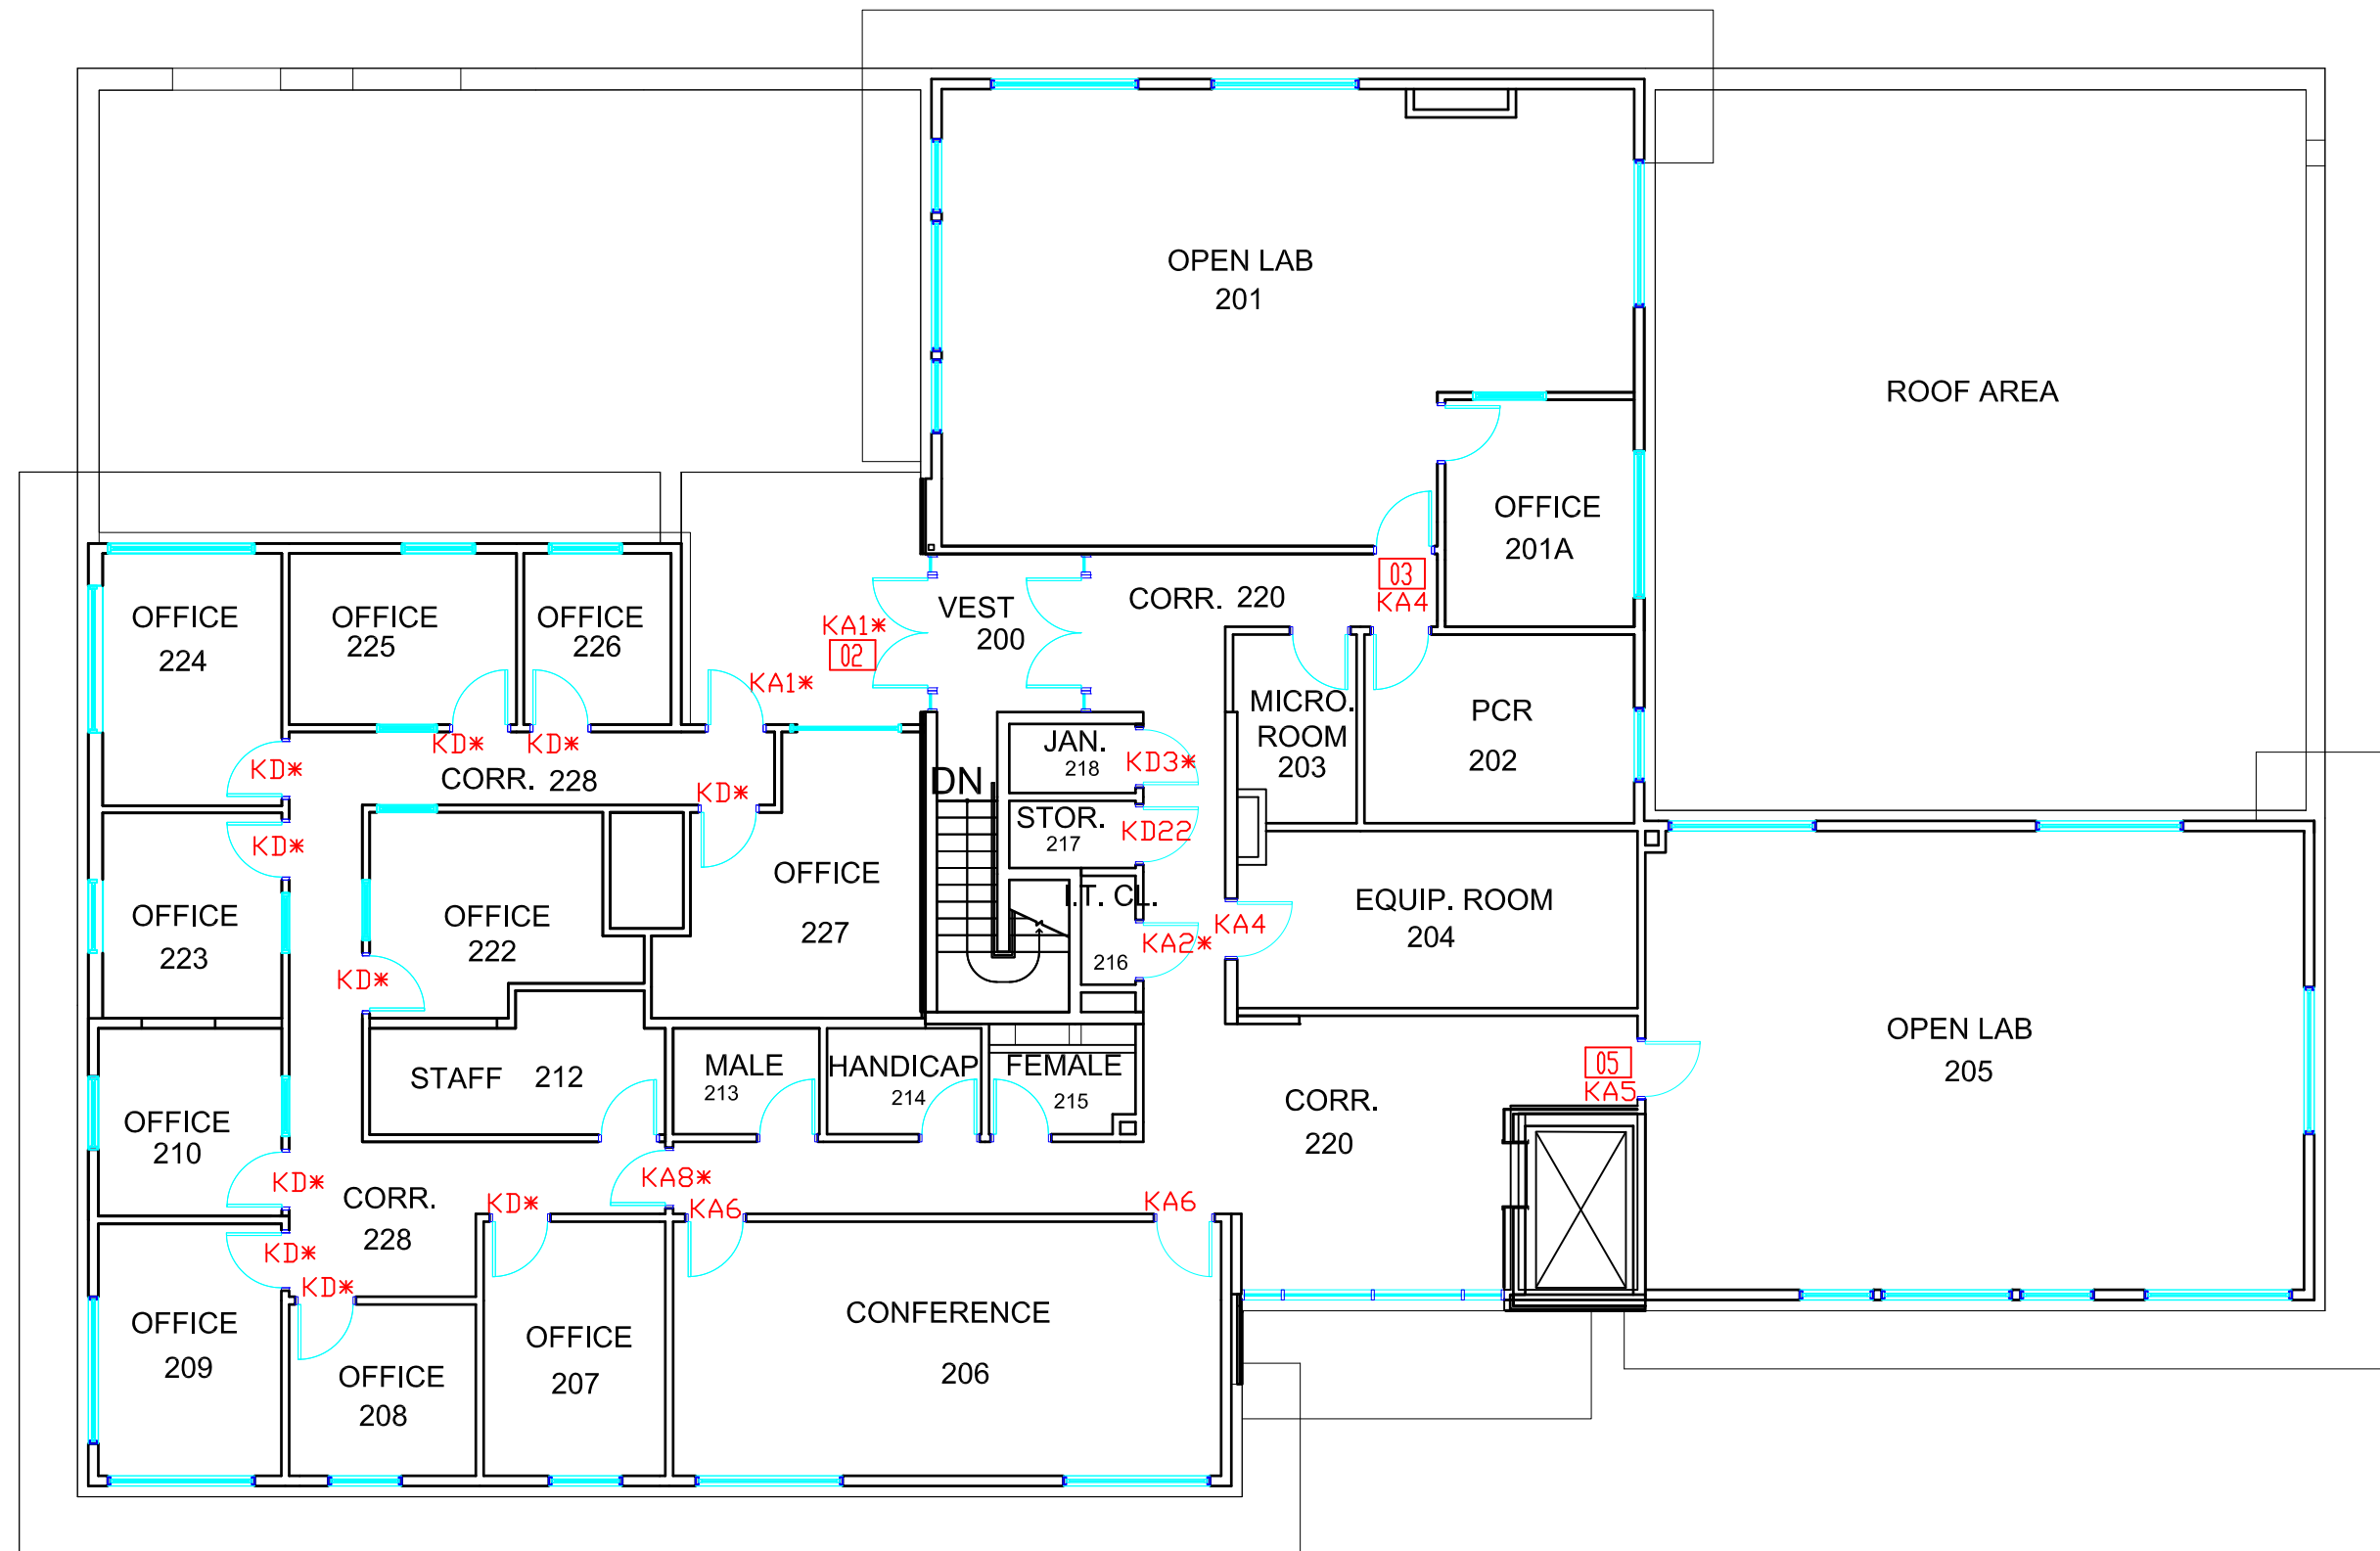 OPEN LAB
201
ROOF AREA
OFFICE
201A
03
KA4
VEST
200
CORR. 220
KA1*
02
KA1*
OFFICE
224
OFFICE
225
OFFICE
226
KD*
KD*
KD*
CORR. 228
KD*
KD*
MICRO.
ROOM
203
PCR
202
JAN.
218
KD3*
DN
STOR.
217
KD22
I.T. CL.
216
KA2*
KA4
EQUIP. ROOM
204
OFFICE
223
OFFICE
222
KD*
OFFICE
227
OPEN LAB
205
05
KA5
STAFF 212
MALE
213
HANDICAP
214
FEMALE
215
CORR.
220
OFFICE
210
KD*
CORR.
228
KD*
KA8*
KA6
KA6
KD*
KD*
OFFICE
209
OFFICE
208
OFFICE
207
CONFERENCE
206